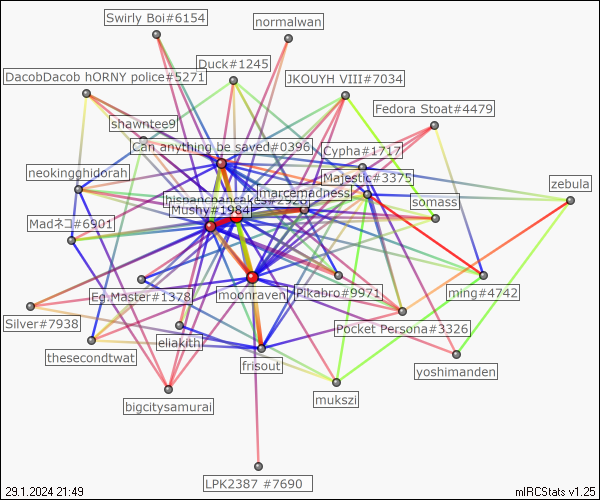 Swirly Boi#6154
normalwan
Duck#1245
DacobDacob hORNY police#5271
JKOUYH VIII#7034
Fedora Stoat#4479
shawntee9
Can anything be saved#0396
Cypha#1717
neokingghidorah
Majestic#3375
zebula
marcemadness
hisnancpancakes#2928
somass
Mushy#1984
Madネコ#6901
Eg.Master#1378
moonraven
Pikabro#9971
ming#4742
Silver#7938
Pocket Persona#3326
eliakith
thesecondtwat
frisout
yoshimanden
bigcitysamurai
mukszi
LPK2387 #7690
29.1.2024 21:49
mIRCStats v1.25